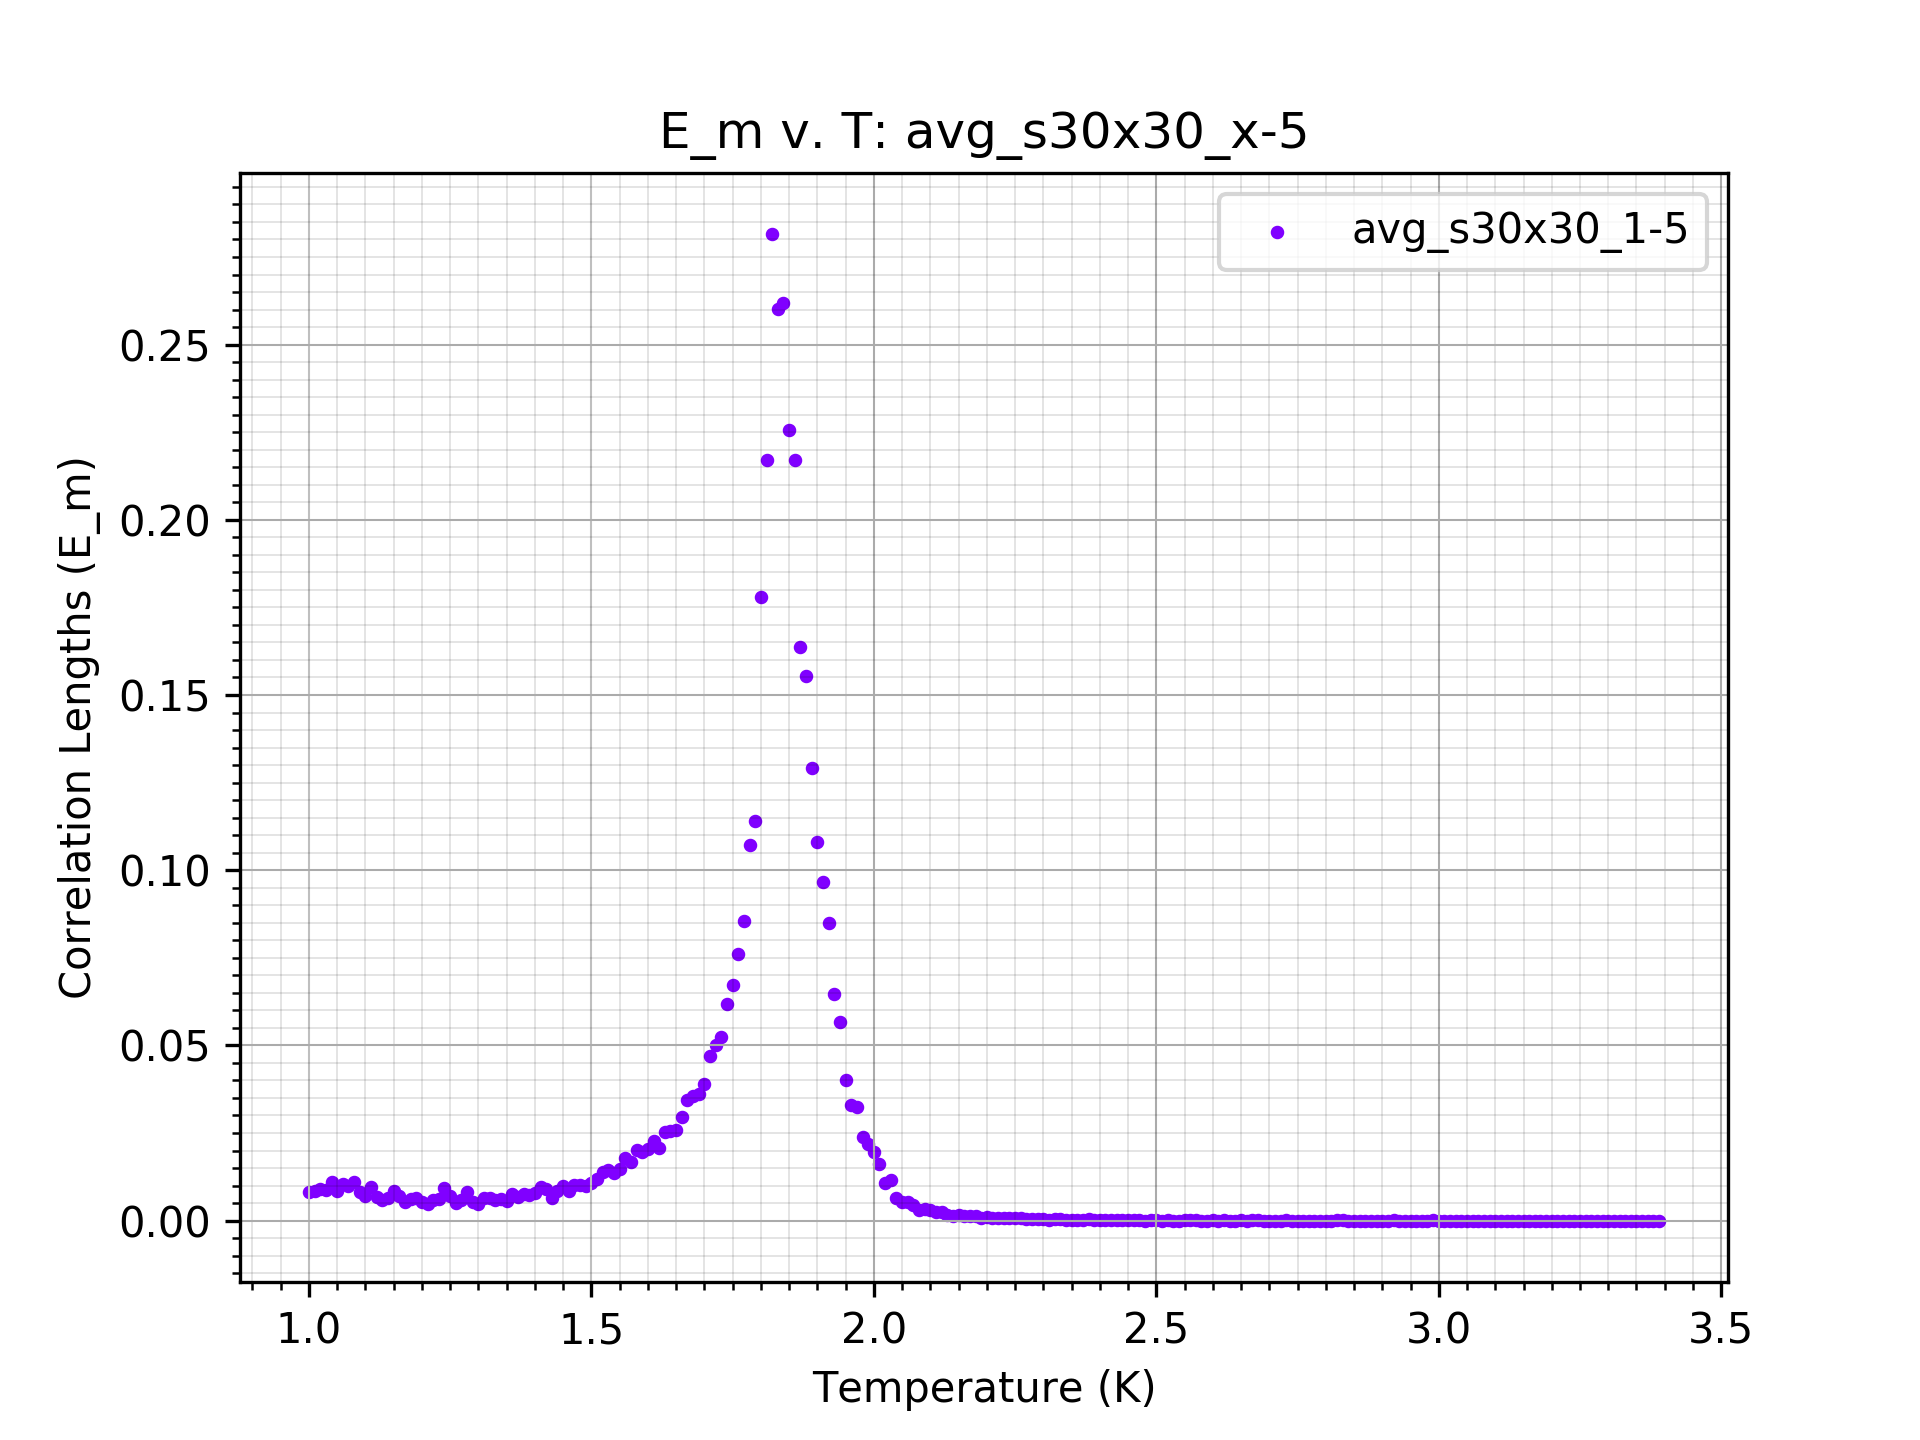 E_m v. T: avg_s30x30_x-5
avg_s30x30_1-5
Correlation Lengths (E_m)
0.25
0.20
0.15
0.10
0.05
0.00
1.0 1.5 2.0 2.5 3.0 3.5
Temperature (K)